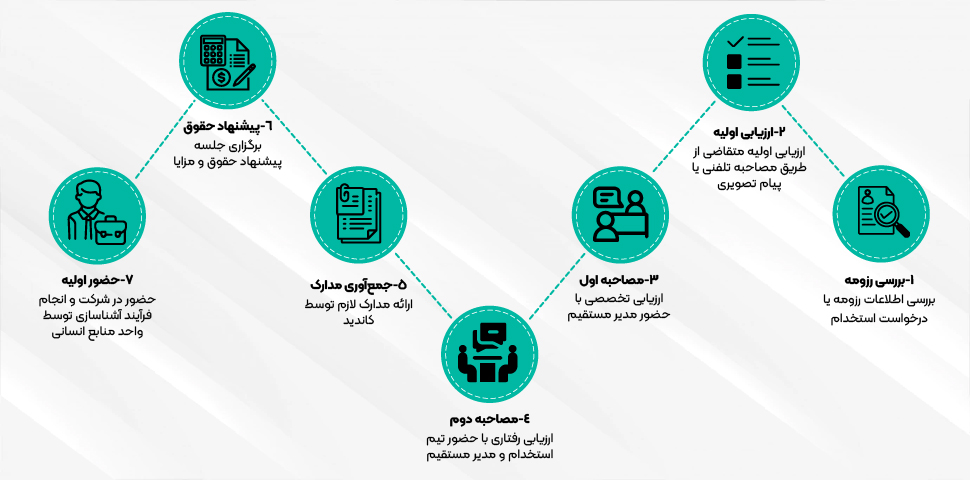 ۱-بررسی رزومه
بررسی اطلاعات رزومه یا
درخواست استخدام
۲-ارزیابی اولیه
ارزیابی اولیه متقاضی از
طریق مصاحبه تلفنی یا
پیام تصویری
۳-مصاحبه اول
ارزیابی تخصصی با
حضور مدیر مستقیم
٤-مصاحبه دوم
ارزیابی رفتاری با حضور تیم
استخدام و مدیر مستقیم
۵-جمع‌آوری مدارک
ارائه مدارک لازم توسط
کاندید
٦-پیشنهاد حقوق
برگزاری جلسه
پیشنهاد حقوق و مزایا
۷-حضور اولیه
حضور در شرکت و انجام
فرآیند آشناسازی توسط
واحد منابع انسانی